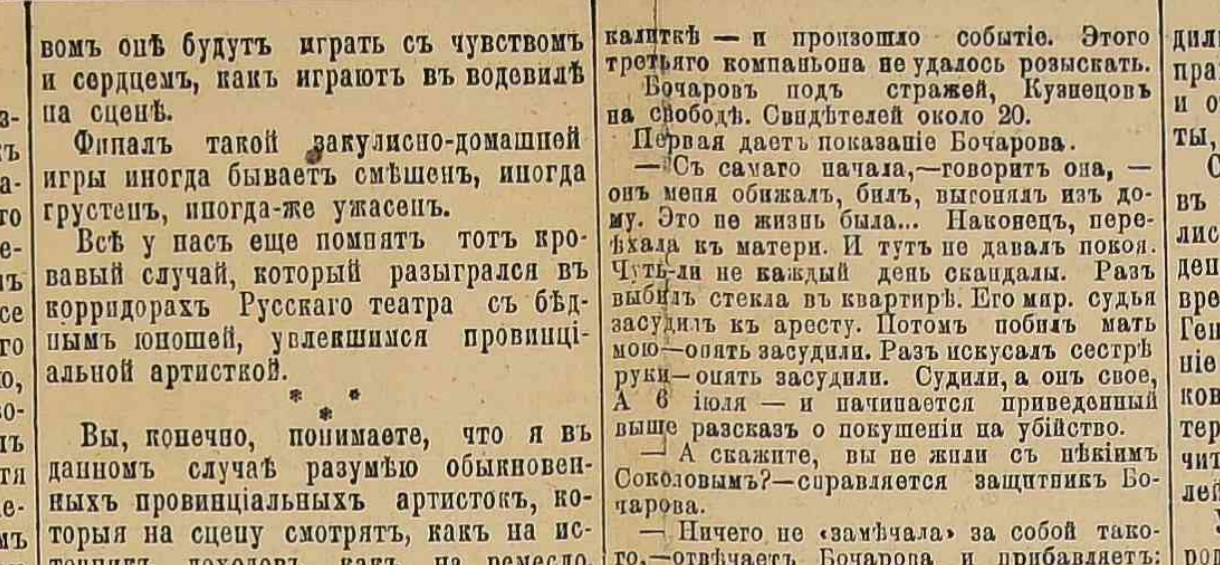 вомъ онѣ будутъ играть съ чувствомъ
и сердцемъ, какъ играютъ въ водевилѣ
на сценѣ.
Финалъ такой закулисно-домашней
игры иногда бываетъ смѣшенъ, иногда
грустенъ, иногда-же ужасенъ.
Всѣ у насъ еще помнятъ тотъ кро-
вавый случай, который разыгрался въ
корридорахъ Русскаго театра съ бѣд-
нымъ юношей, увлекшимся провинці-
альной артисткой.
* * *
Вы, конечно, понимаете, что я въ
данномъ случаѣ разумѣю обыкновен-
ныхъ провинціальныхъ артистокъ, ко-
торыя на сцену смотрятъ, какъ на ис-
точникъ доходовъ, какъ на ремесло,
калиткѣ — и произошло событіе. Этого
третьяго компаньона не удалось розыскать.
Бочаровъ подъ стражей, Кузнецовъ
на свободѣ. Свидѣтелей около 20.
Первая даетъ показаніе Бочарова.
— Съ самаго начала,—говоритъ она, —
онъ меня обижалъ, билъ, выгонялъ изъ до-
му. Это не жизнь была... Наконецъ, пере-
ѣхала къ матери. И тутъ не давалъ покоя.
Чуть-ли не каждый день скандалы. Разъ
выбилъ стекла въ квартирѣ. Его мир. судья
засудилъ къ аресту. Потомъ побилъ мать
мою—опять засудили. Разъ искусалъ сестрѣ
руки—опять засудили. Судили, а онъ свое,
А 6 іюля — и начинается приведенный
выше разсказъ о покушеніи на убійство.
— А скажите, вы не жили съ нѣкіимъ
Соколовымъ?—справляется защитникъ Бо-
чарова.
— Ничего не «замѣчала» за собой тако-
го,—отвѣчаетъ Бочарова и прибавляетъ: